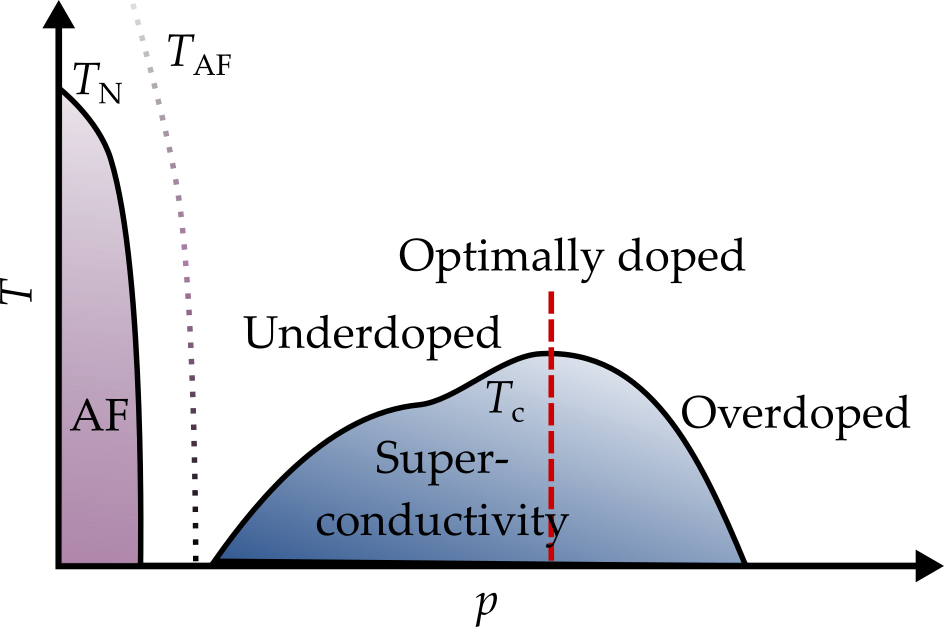 T_AF
T_N
Optimally doped
T
Underdoped
T_c
Overdoped
AF
Super-
conductivity
p